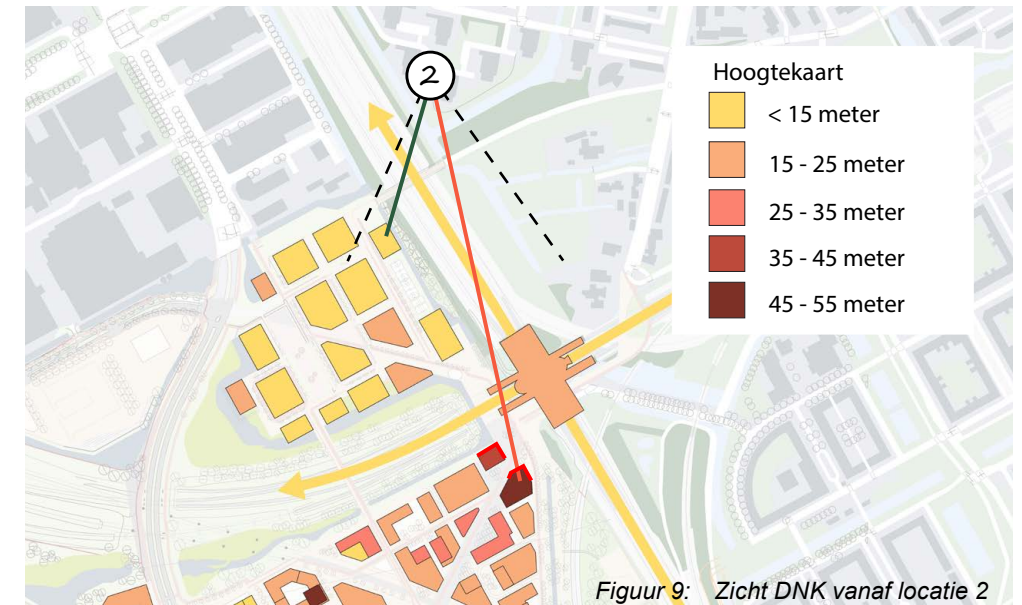 2
Hoogtekaart
< 15 meter
15 - 25 meter
25 - 35 meter
35 - 45 meter
45 - 55 meter
Figuur 9: Zicht DNK vanaf locatie 2